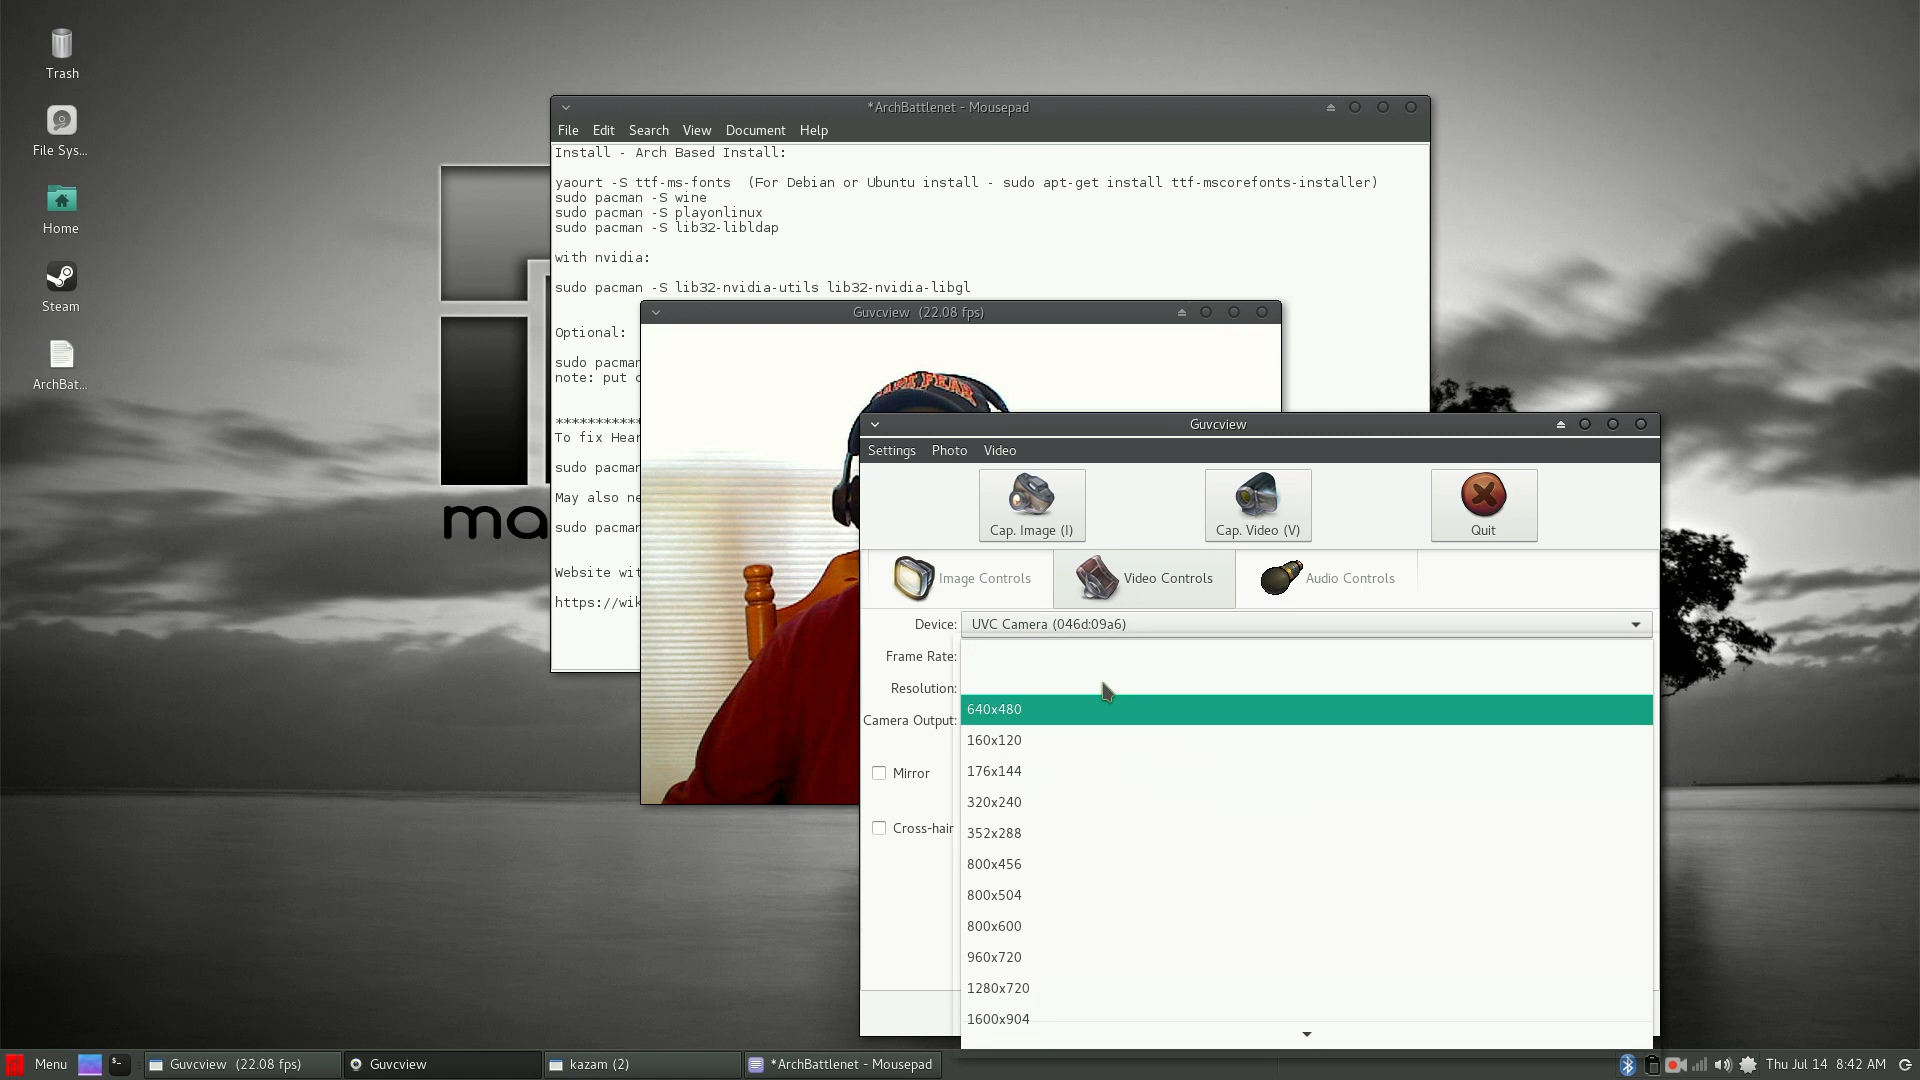 Trash
File Sys...
Home
Steam
ArchBat...
ma
*ArchBattlenet - Mousepad
File Edit Search View Document Help
Install - Arch Based Install:
yaourt -S ttf-ms-fonts  (For Debian or Ubuntu install - sudo apt-get install ttf-mscorefonts-installer)
sudo pacman -S wine
sudo pacman -S playonlinux
sudo pacman -S lib32-libldap
with nvidia:
sudo pacman -S lib32-nvidia-utils lib32-nvidia-libgl
Optional:
sudo pacman
note: put
***********
To fix Hear
sudo pacman
May also ne
sudo pacman
Website wit
https://wik
Guvcview (22.08 fps)
FEAR
Guvcview
Settings Photo Video
Cap. Image (I) Cap. Video (V) Quit
Image Controls Video Controls Audio Controls
Device: UVC Camera (046d:09a6)
Frame Rate:
Resolution:
640x480
Camera Output:
160x120
Mirror
176x144
320x240
Cross-hair
352x288
800x456
800x504
800x600
960x720
1280x720
1600x904
Menu Guvcview (22.08 fps) Guvcview kazam (2) *ArchBattlenet - Mousepad Thu Jul 14 8:42 AM